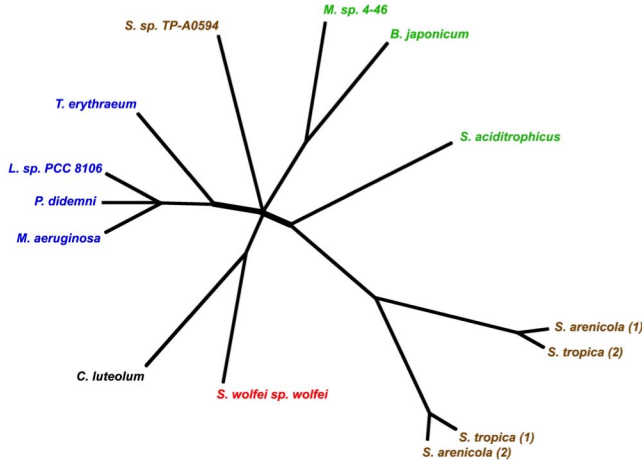 M. sp. 4-46
S. sp. TP-A0594
B. japonicum
T. erythraeum
S. aciditrophicus
L. sp. PCC 8106
P. didemni
M. aeruginosa
S. arenicola (1)
S. tropica (2)
C. luteolum
S. wolfei sp. wolfei
S. tropica (1)
S. arenicola (2)